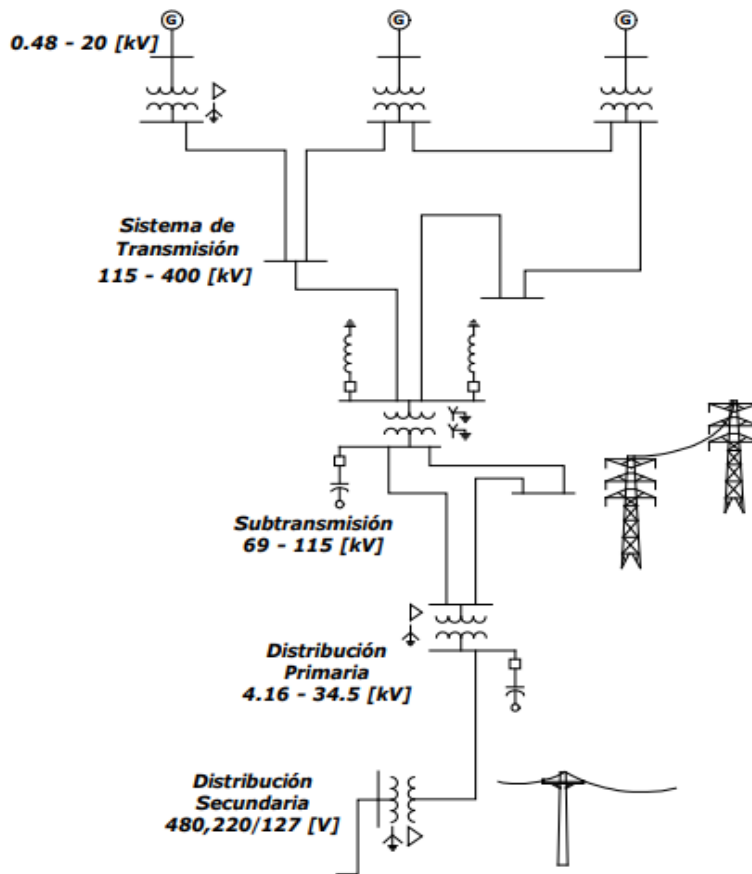 G
G
G
0.48 - 20 [kV]
Sistema de
Transmisión
115 - 400 [kV]
Y
Y
Subtransmisión
69 - 115 [kV]
Distribución
Primaria
4.16 - 34.5 [kV]
Distribución
Secundaria
480,220/127 [V]